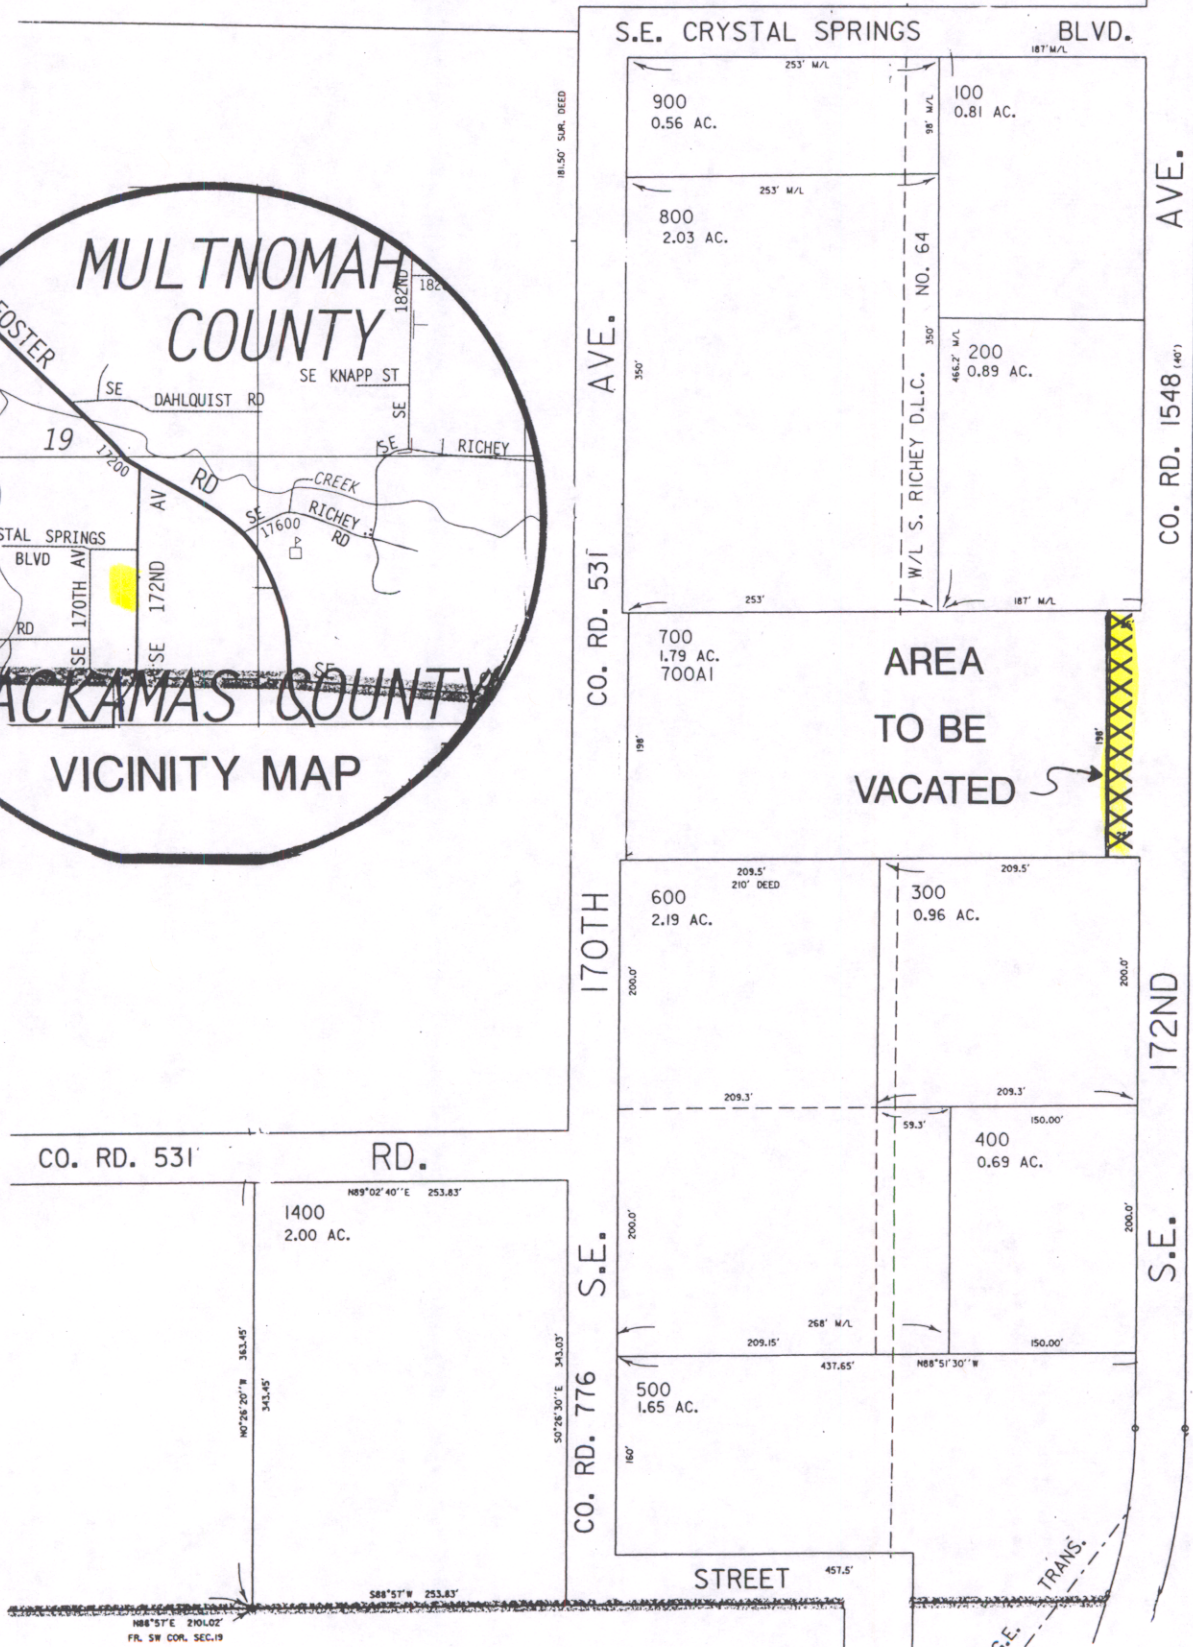 S.E. CRYSTAL SPRINGS BLVD.
187' M/L
253' M/L
900
0.56 AC.
98' M/L
100
0.81 AC.
181.50' SUR. DEED
253' M/L
800
2.03 AC.
AVE.
350'
W/L S. RICHEY D.L.C. NO. 64
350'
466.2' M/L
200
0.89 AC.
AVE.
CO. RD. 1548 (40')
253'
187' M/L
MULTNOMAH
COUNTY
FOSTER
RD
182ND
182
SE KNAPP ST
SE
SE DAHLQUIST RD
19
17200
SE RICHEY
CREEK
SE RICHEY
RD
17600
AV
STAL SPRINGS
BLVD
SE 170TH AV
SE 172ND
RD
SE
ACKAMAS COUNTY
VICINITY MAP
CO. RD. 531
700
1.79 AC.
700A1
198'
AREA
TO BE
VACATED
198'
170TH
209.5'
210' DEED
600
2.19 AC.
200.0'
209.5'
300
0.96 AC.
200.0'
172ND
209.3'
209.3'
59.3'
150.00'
400
0.69 AC.
200.0'
200.0'
S.E.
CO. RD. 531 RD.
N89°02'40"E 253.83'
1400
2.00 AC.
S.E.
N0°26'20"W 363.45'
343.45'
S0°26'30"E 343.03'
268' M/L
209.15'
150.00'
437.65'
N88°51'30"W
500
1.65 AC.
160'
CO. RD. 776
STREET
457.5'
TRANS.
G.E.
S88°57'W 253.83'
N88°57'E 2101.02'
FR. SW COR. SEC.19